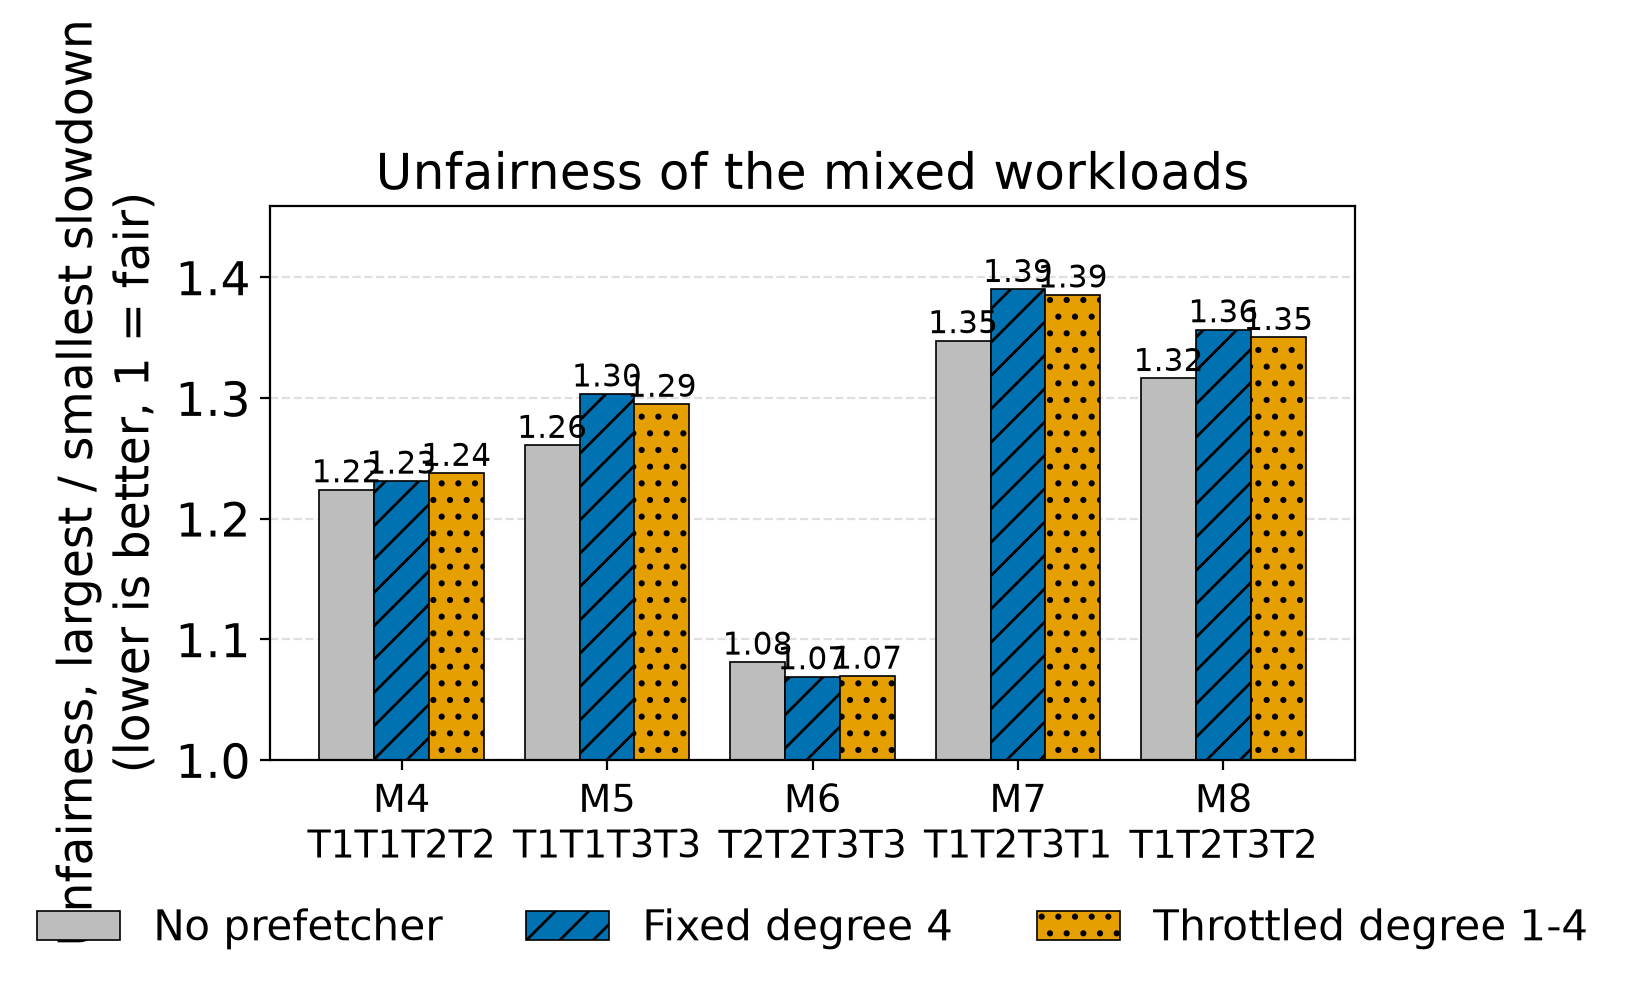 Unfairness of the mixed workloads
nfairness, largest / smallest slowdown
(lower is better, 1 = fair)
1.4
1.3
1.2
1.1
1.0
1.22
1.23
1.24
1.26
1.30
1.29
1.08
1.07
1.07
1.35
1.39
1.39
1.32
1.36
1.35
M4
T1T1T2T2
M5
T1T1T3T3
M6
T2T2T3T3
M7
T1T2T3T1
M8
T1T2T3T2
No prefetcher
Fixed degree 4
Throttled degree 1-4